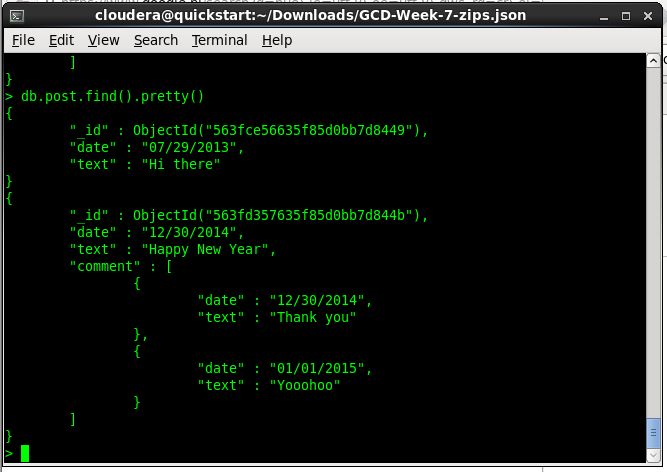 cloudera@quickstart:~/Downloads/GCD-Week-7-zips.json
File Edit View Search Terminal Help
]
}
> db.post.find().pretty()
{
"_id" : ObjectId("563fce56635f85d0bb7d8449"),
"date" : "07/29/2013",
"text" : "Hi there"
}
{
"_id" : ObjectId("563fd357635f85d0bb7d844b"),
"date" : "12/30/2014",
"text" : "Happy New Year",
"comment" : [
{
"date" : "12/30/2014",
"text" : "Thank you"
},
{
"date" : "01/01/2015",
"text" : "Yooohoo"
}
]
}
>